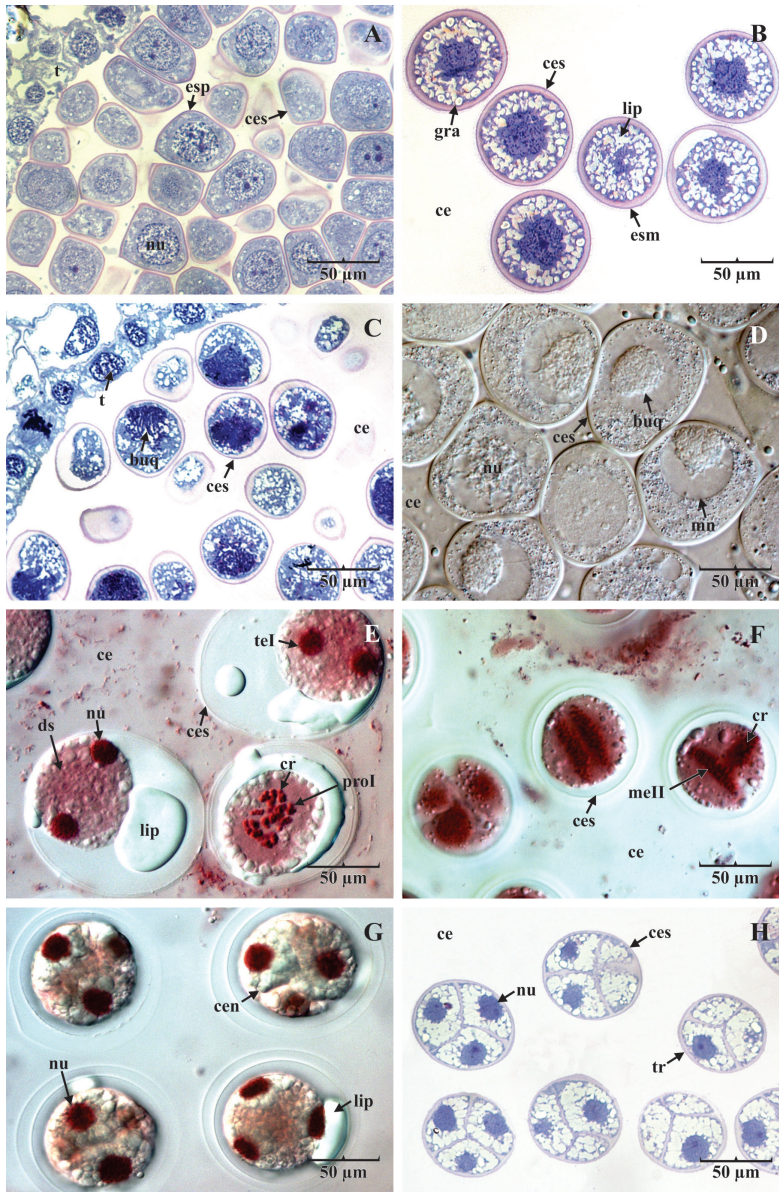 A
t
esp
ces
nu
50 µm
B
ces
lip
gra
ce
esm
50 µm
C
t
ce
buq
ces
50 µm
D
ces
buq
nu
ce
mn
50 µm
E
teI
ce
nu
ds
ces
cr
proI
lip
50 µm
F
cr
meII
ces
ce
50 µm
G
cen
nu
lip
50 µm
H
ce
ces
nu
tr
50 µm